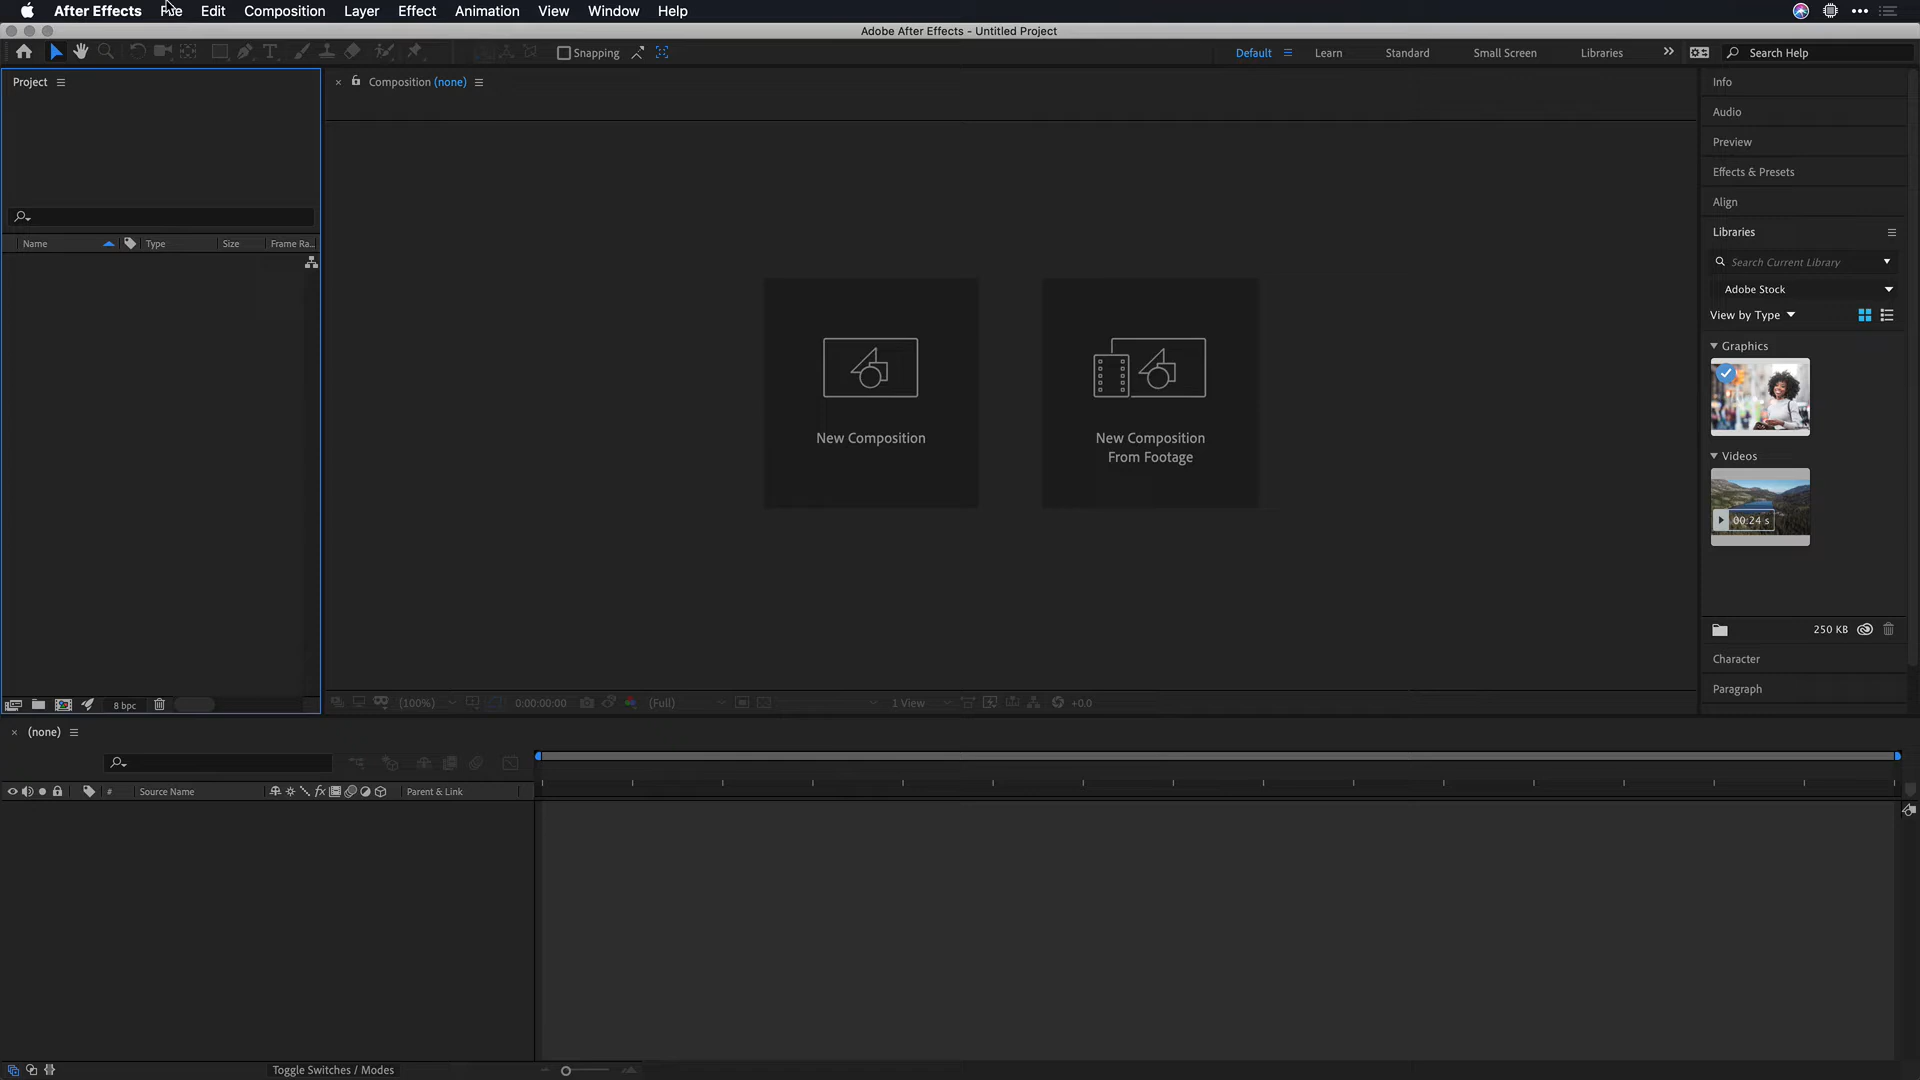 After Effects File Edit Composition Layer Effect Animation View Window Help
Adobe After Effects - Untitled Project
Snapping
Default Learn Standard Small Screen Libraries Search Help
Project
Composition (none)
Name Type Size Frame Ra...
New Composition
New Composition
From Footage
Info
Audio
Preview
Effects & Presets
Align
Libraries
Search Current Library
Adobe Stock
View by Type
Graphics
Videos
00:24 s
250 KB
Character
Paragraph
8 bpc
(100%) 0:00:00:00 (Full) 1 View +0.0
(none)
# Source Name fx Parent & Link
Toggle Switches / Modes